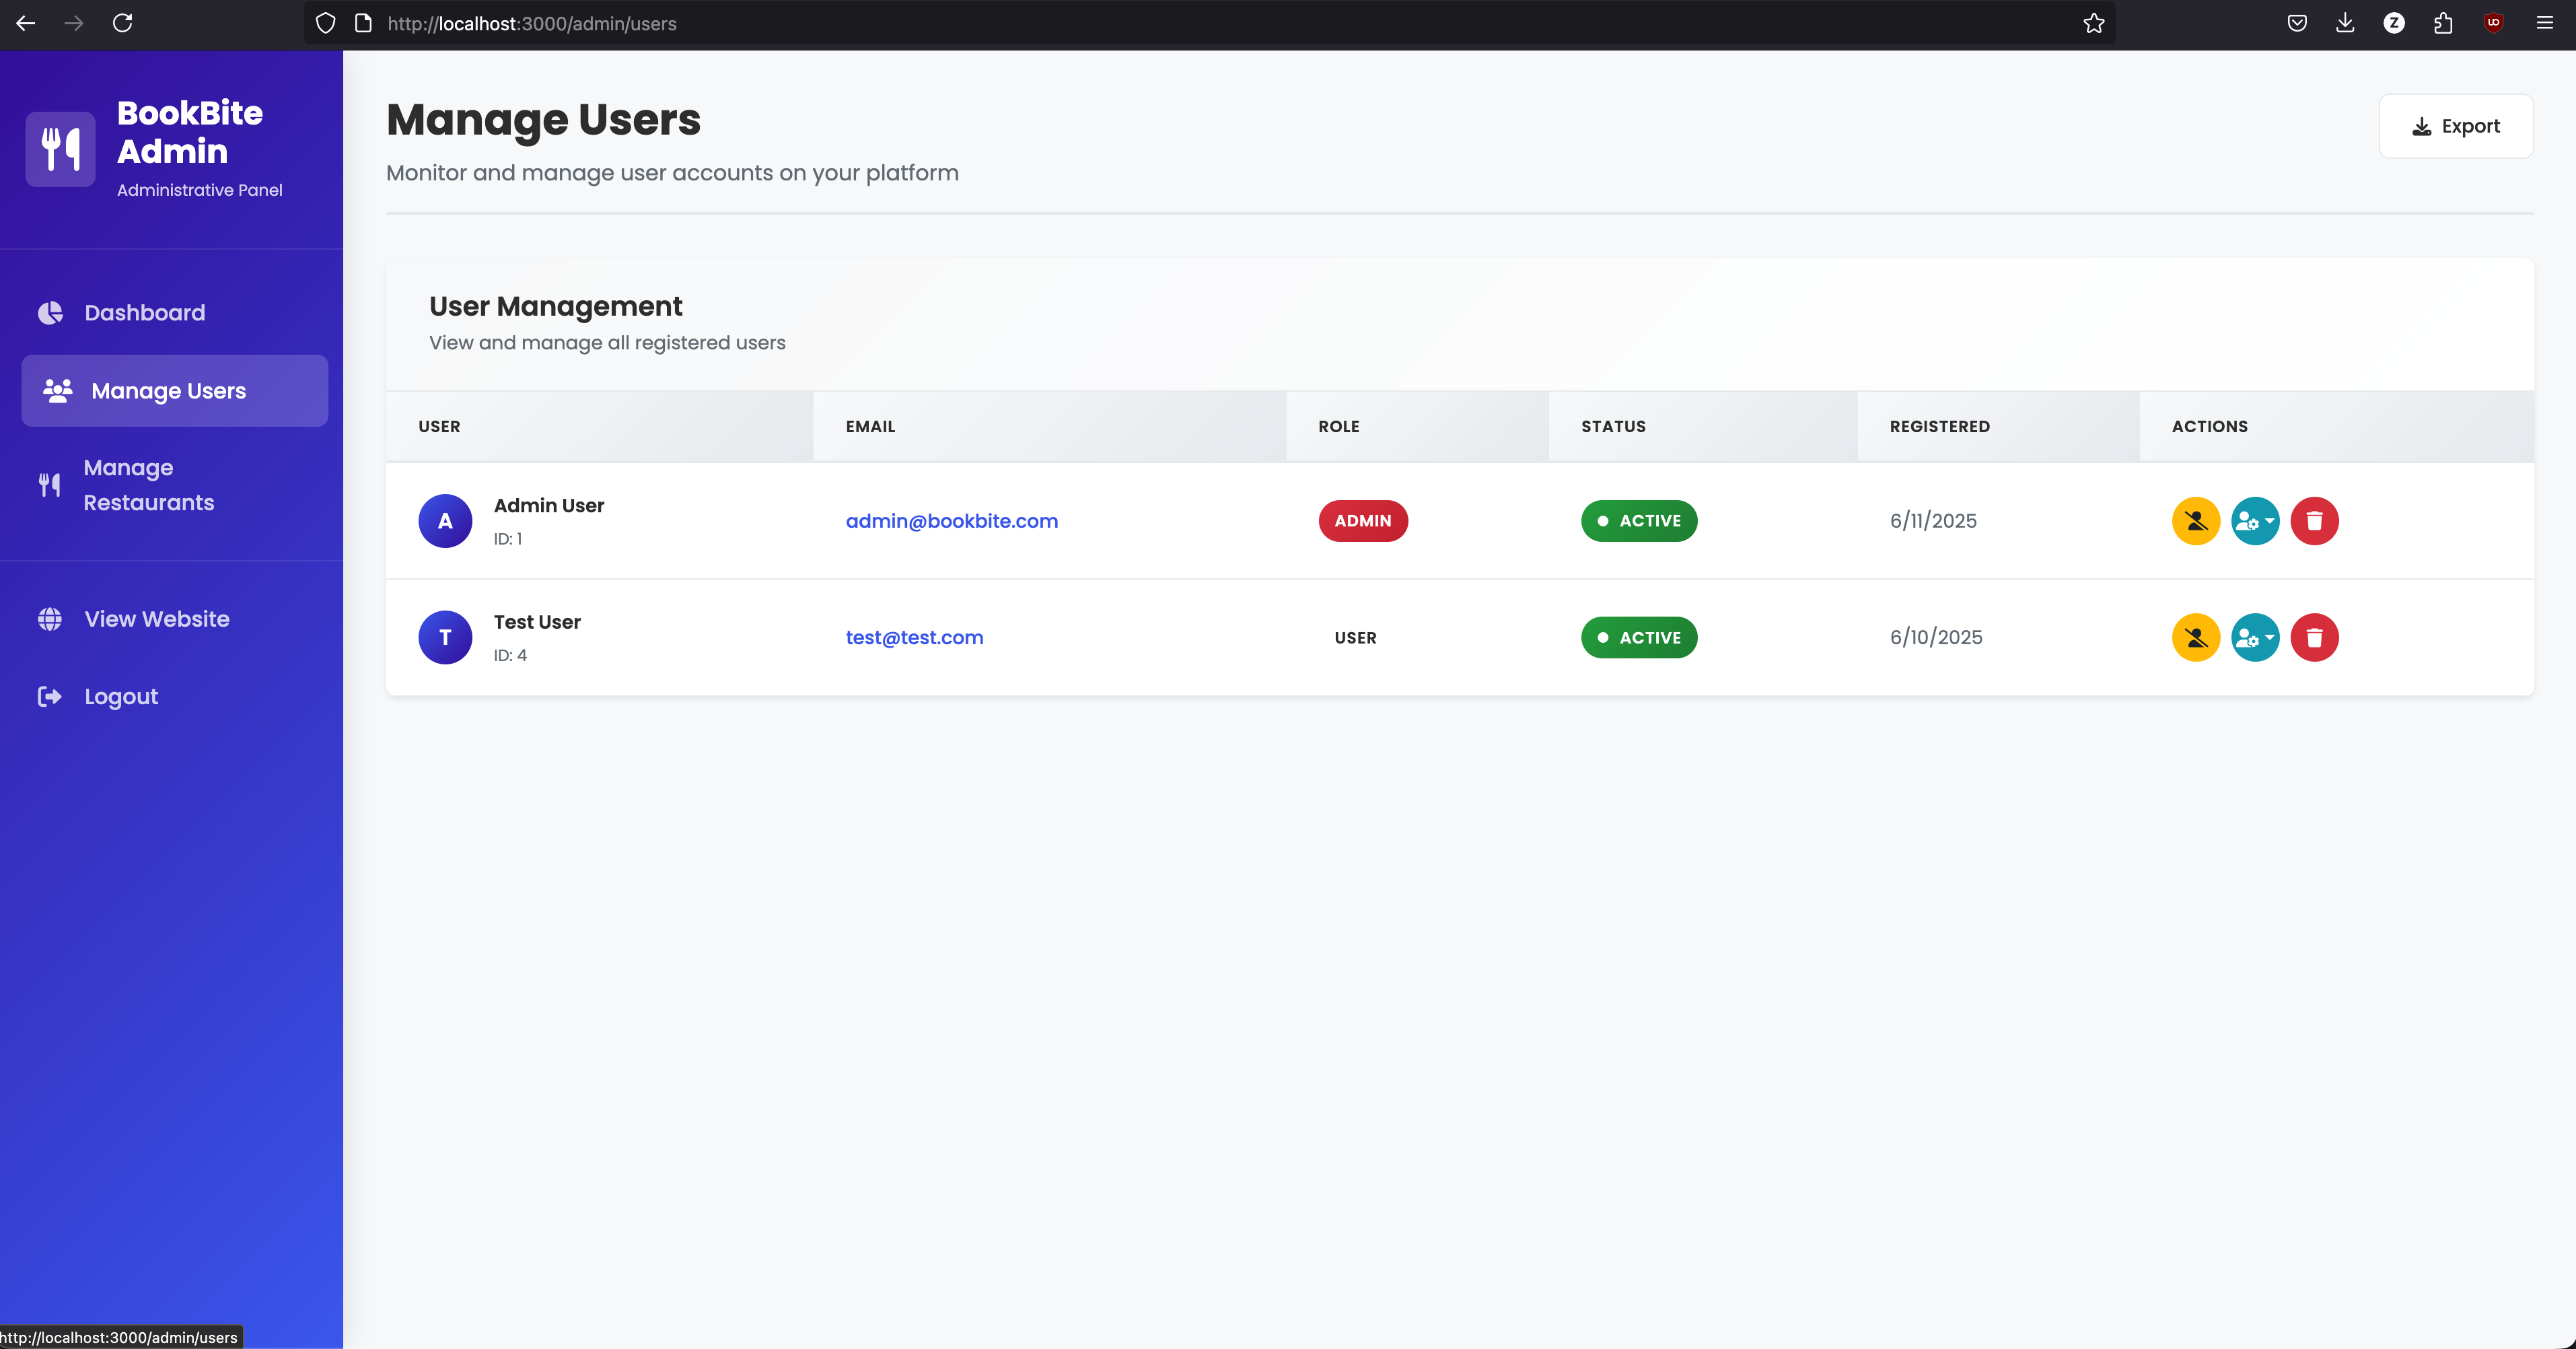 http://localhost:3000/admin/users
Z
BookBite
Admin
Administrative Panel
Dashboard
Manage Users
Manage
Restaurants
View Website
Logout
Manage Users
Monitor and manage user accounts on your platform
Export
User Management
View and manage all registered users
USER EMAIL ROLE STATUS REGISTERED ACTIONS
A Admin User admin@bookbite.com ADMIN ACTIVE 6/11/2025
ID: 1
T Test User test@test.com USER ACTIVE 6/10/2025
ID: 4
http://localhost:3000/admin/users